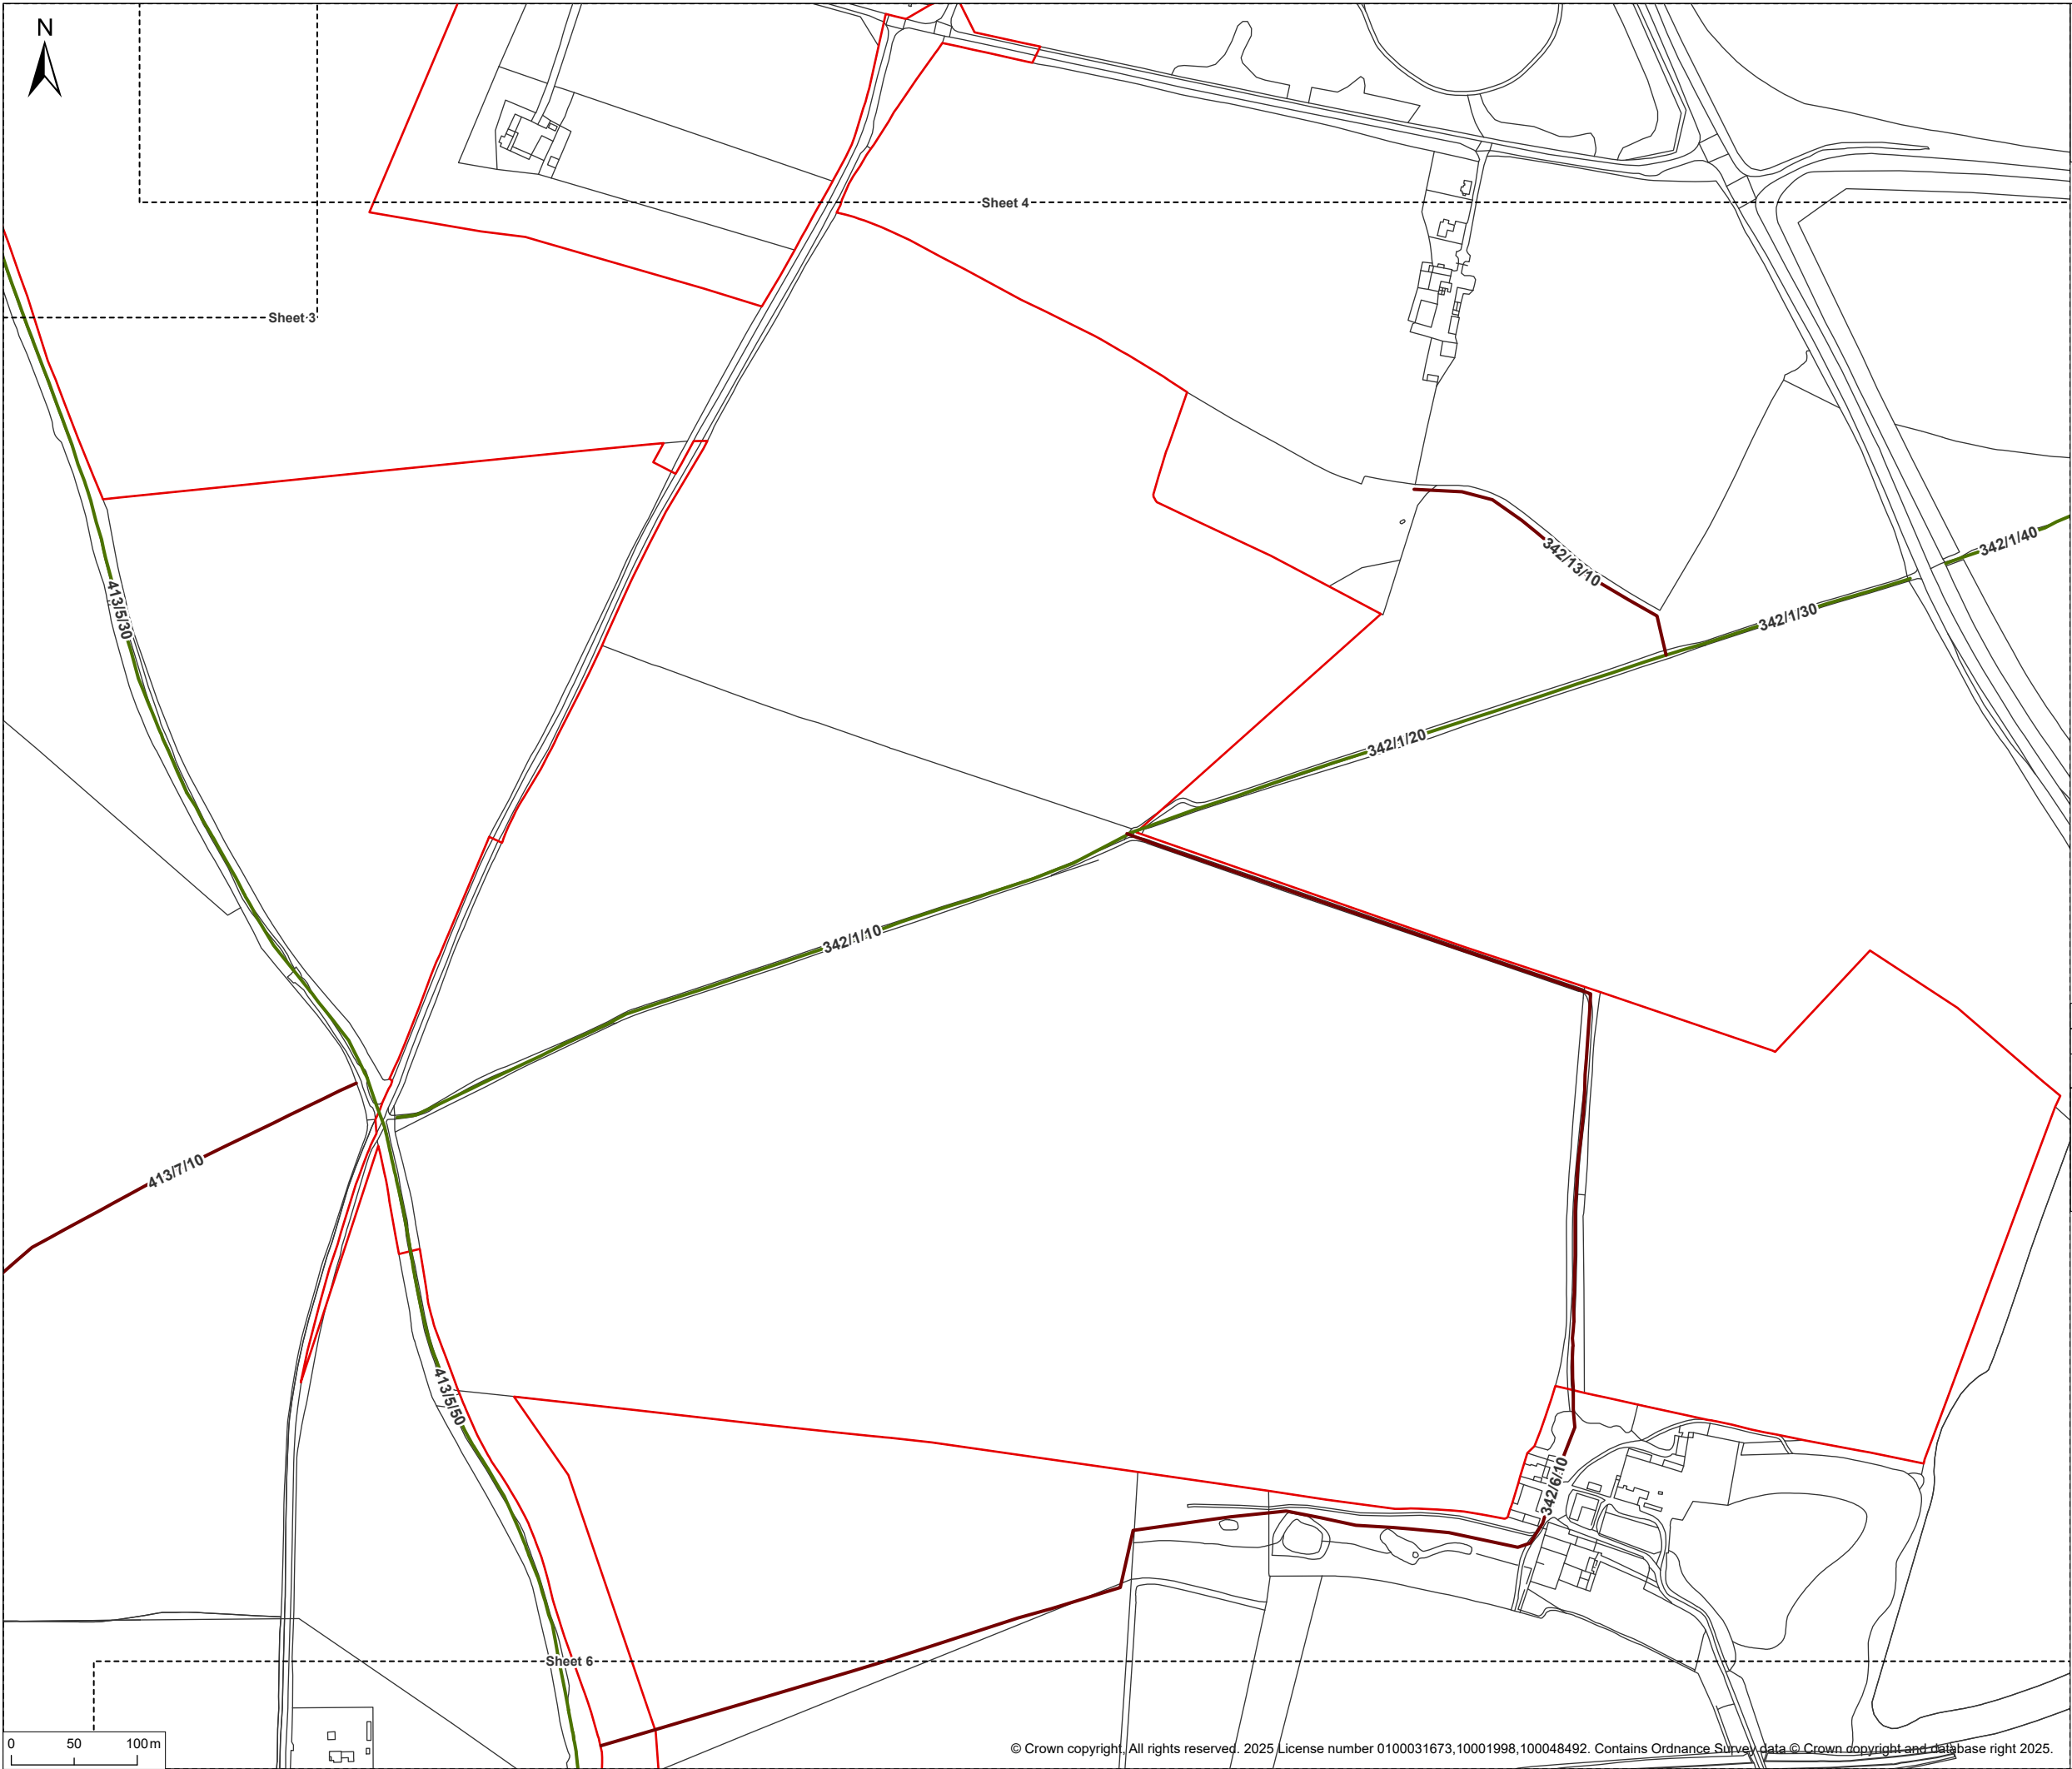 N
Sheet 4
Sheet 3
342/13/10
342/1/40
413/5/30
342/1/30
342/1/20
342/1/10
413/7/10
413/5/50
342/6/10
Sheet 6
0 50 100m
© Crown copyright, All rights reserved. 2025 License number 0100031673,10001998,100048492. Contains Ordnance Survey data © Crown copyright and database right 2025.